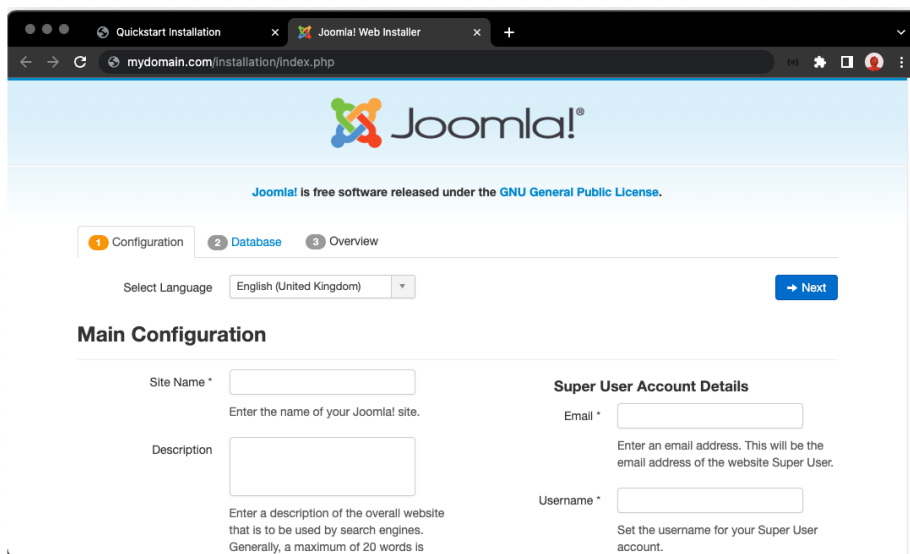 Quickstart Installation
Joomla! Web Installer
mydomain.com/installation/index.php
Joomla!®
Joomla! is free software released under the GNU General Public License.
1 Configuration
2 Database
3 Overview
Select Language
English (United Kingdom)
Next
Main Configuration
Site Name *
Enter the name of your Joomla! site.
Description
Enter a description of the overall website
that is to be used by search engines.
Generally, a maximum of 20 words is
Super User Account Details
Email *
Enter an email address. This will be the
email address of the website Super User.
Username *
Set the username for your Super User
account.